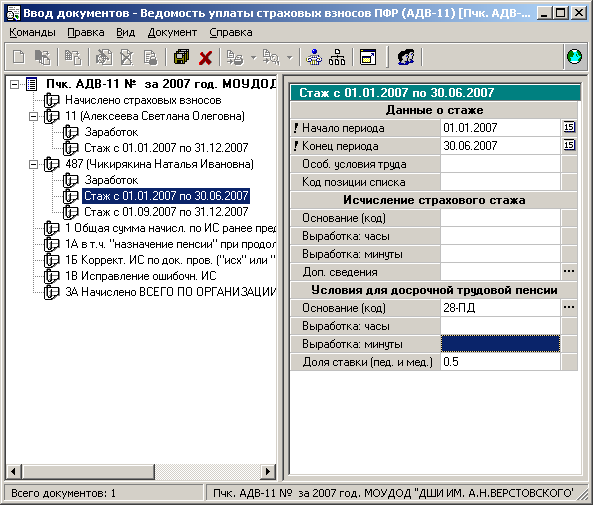 Ввод документов - Ведомость уплаты страховых взносов ПФР (АДВ-11) [Пчк. АДВ-...
Команды Правка Вид Документ Справка
Пчк. АДВ-11 № за 2007 год. МОУДОД
Начислено страховых взносов
11 (Алексеева Светлана Олеговна)
Заработок
Стаж с 01.01.2007 по 31.12.2007
487 (Чикирякина Наталья Ивановна)
Заработок
Стаж с 01.01.2007 по 30.06.2007
Стаж с 01.09.2007 по 31.12.2007
1 Общая сумма начисл. по ИС ранее пред
1А в т.ч. "назначение пенсии" при продол
1Б Коррект. ИС по док. пров. ("исх" или "
1В Исправление ошибочн. ИС
3А Начислено ВСЕГО ПО ОРГАНИЗАЦИИ
Стаж с 01.01.2007 по 30.06.2007
Данные о стаже
! Начало периода 01.01.2007 15
! Конец периода 30.06.2007 15
Особ. условия труда
Код позиции списка
Исчисление страхового стажа
Основание (код)
Выработка: часы
Выработка: минуты
Доп. сведения ...
Условия для досрочной трудовой пенсии
Основание (код) 28-ПД ...
Выработка: часы
Выработка: минуты
Доля ставки (пед. и мед.) 0.5
Всего документов: 1
Пчк. АДВ-11 № за 2007 год. МОУДОД "ДШИ ИМ. А.Н.ВЕРСТОВСКОГО"